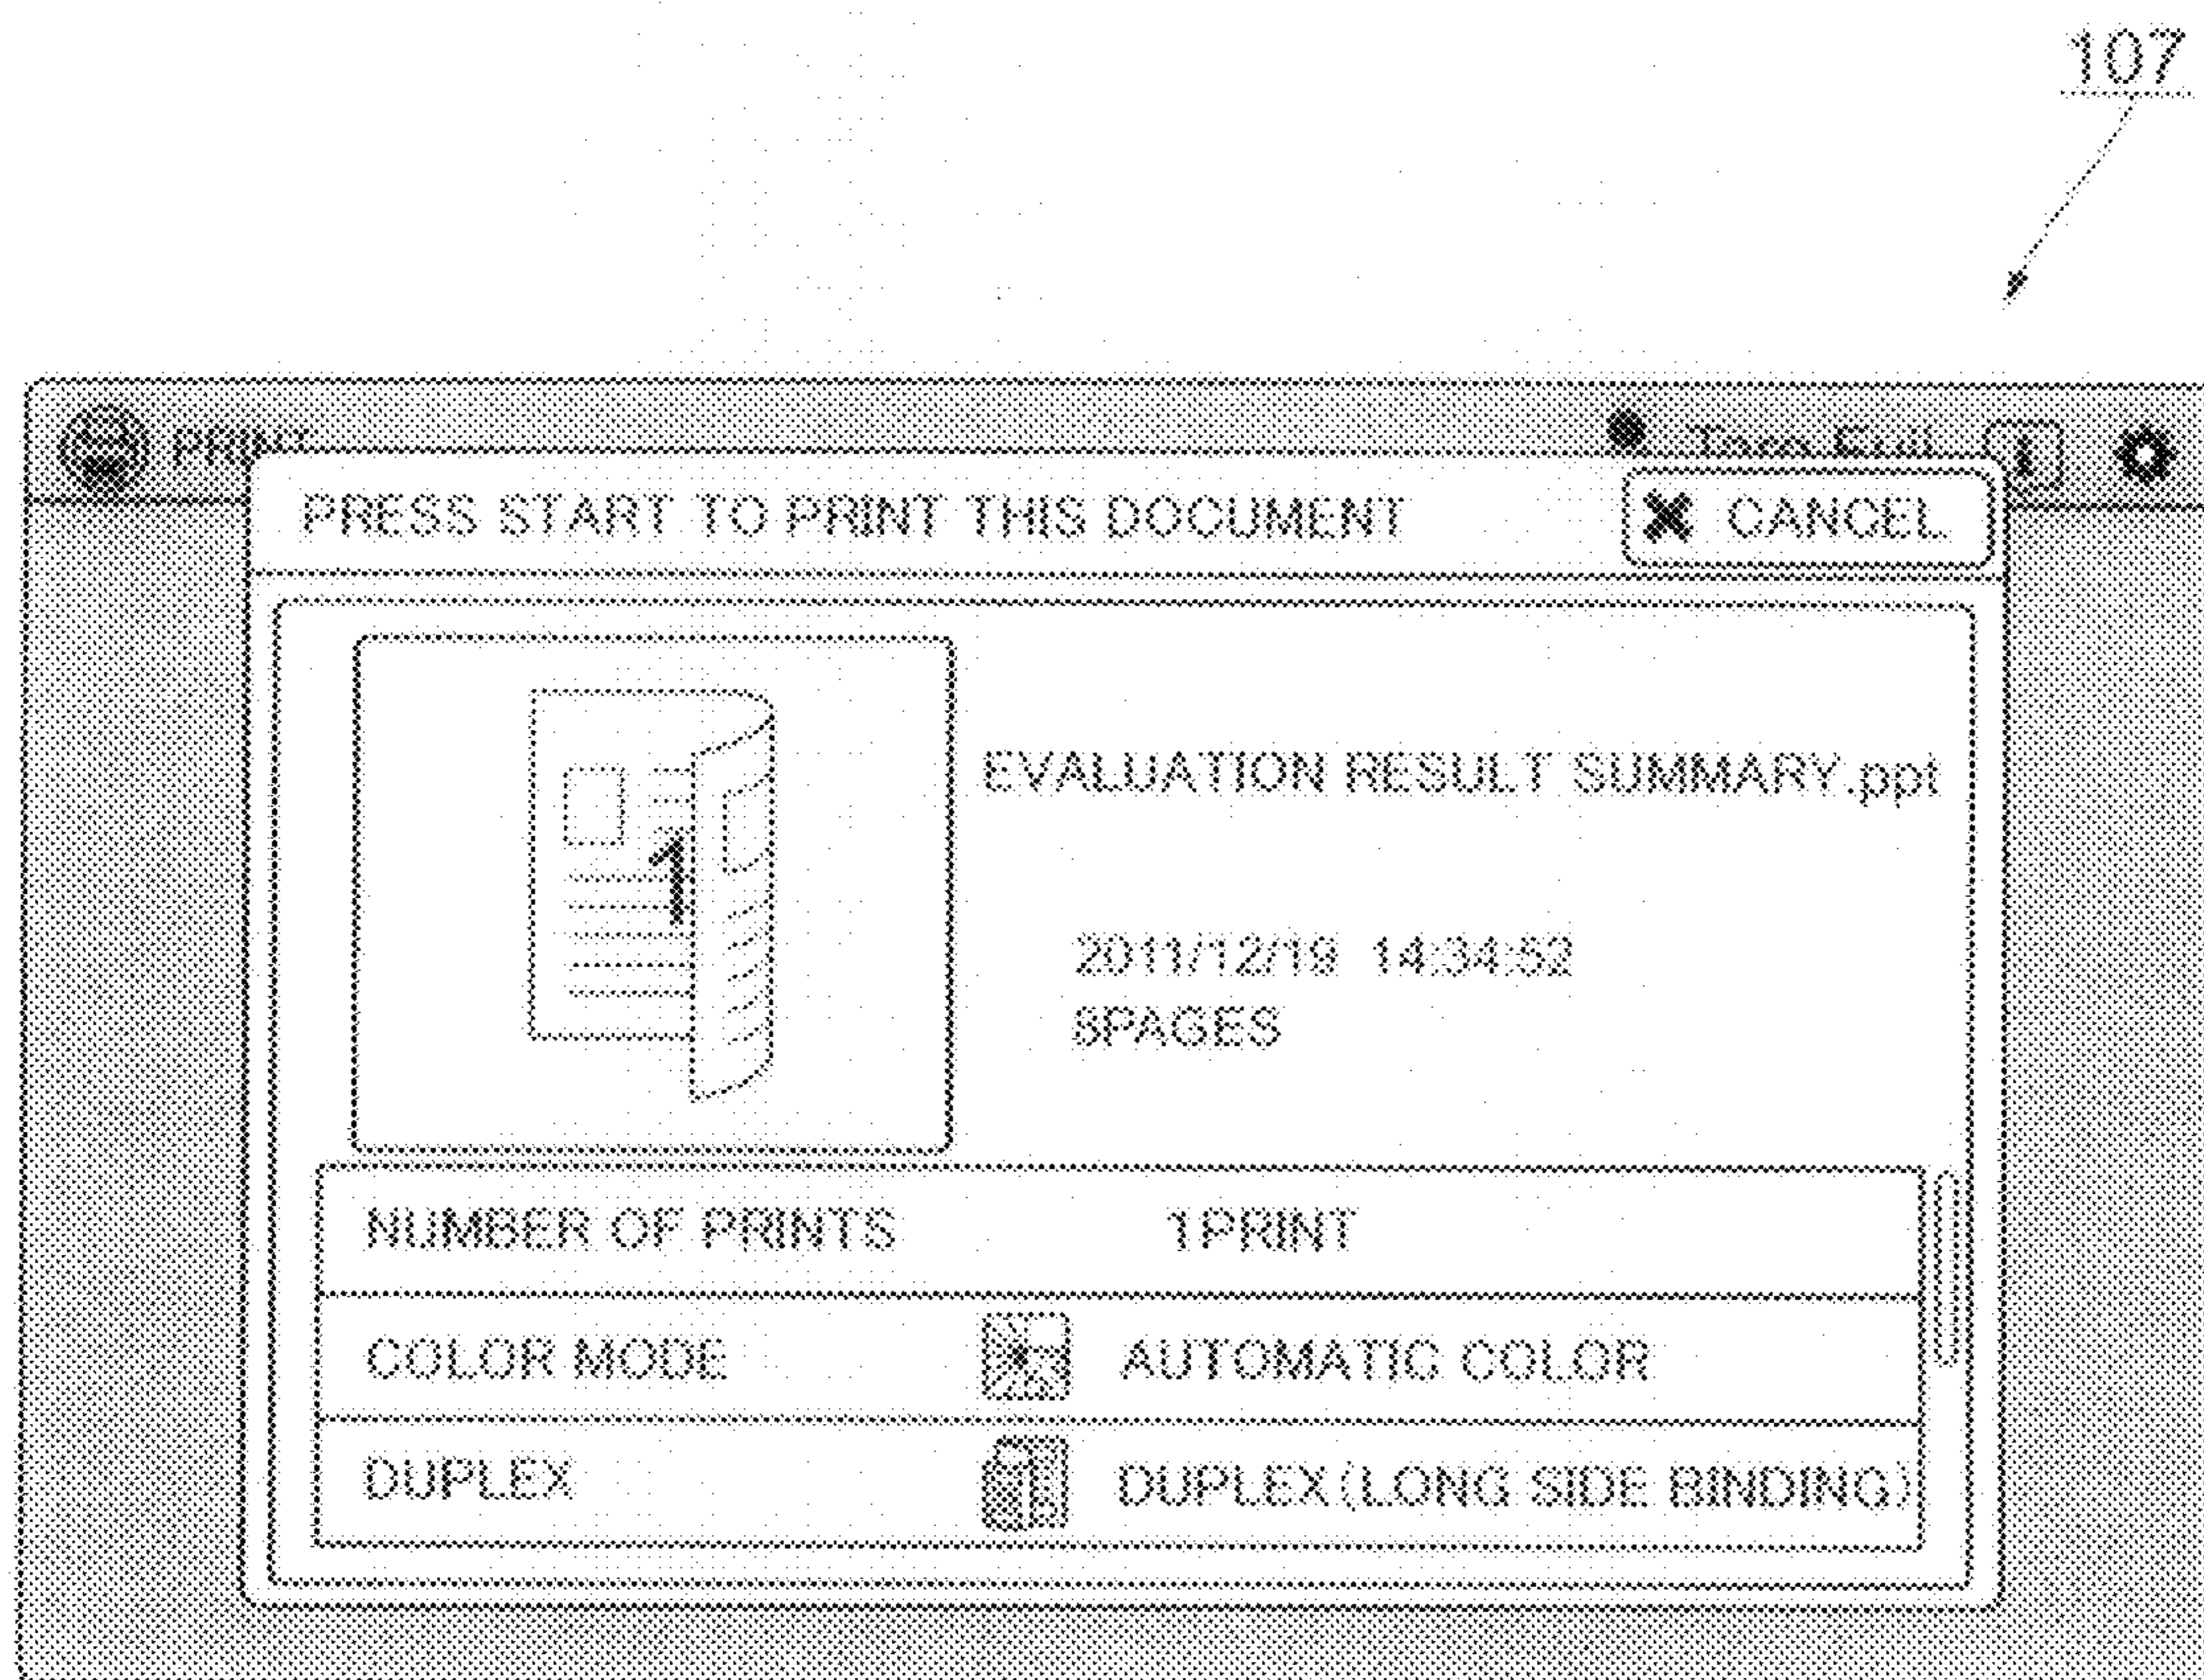 107
PRINT
PRESS START TO PRINT THIS DOCUMENT
CANCEL
1
EVALUATION RESULT SUMMARY.ppt
2011/12/19 14:34:52
8PAGES
NUMBER OF PRINTS 1PRINT
COLOR MODE AUTOMATIC COLOR
DUPLEX DUPLEX(LONG SIDE BINDING)